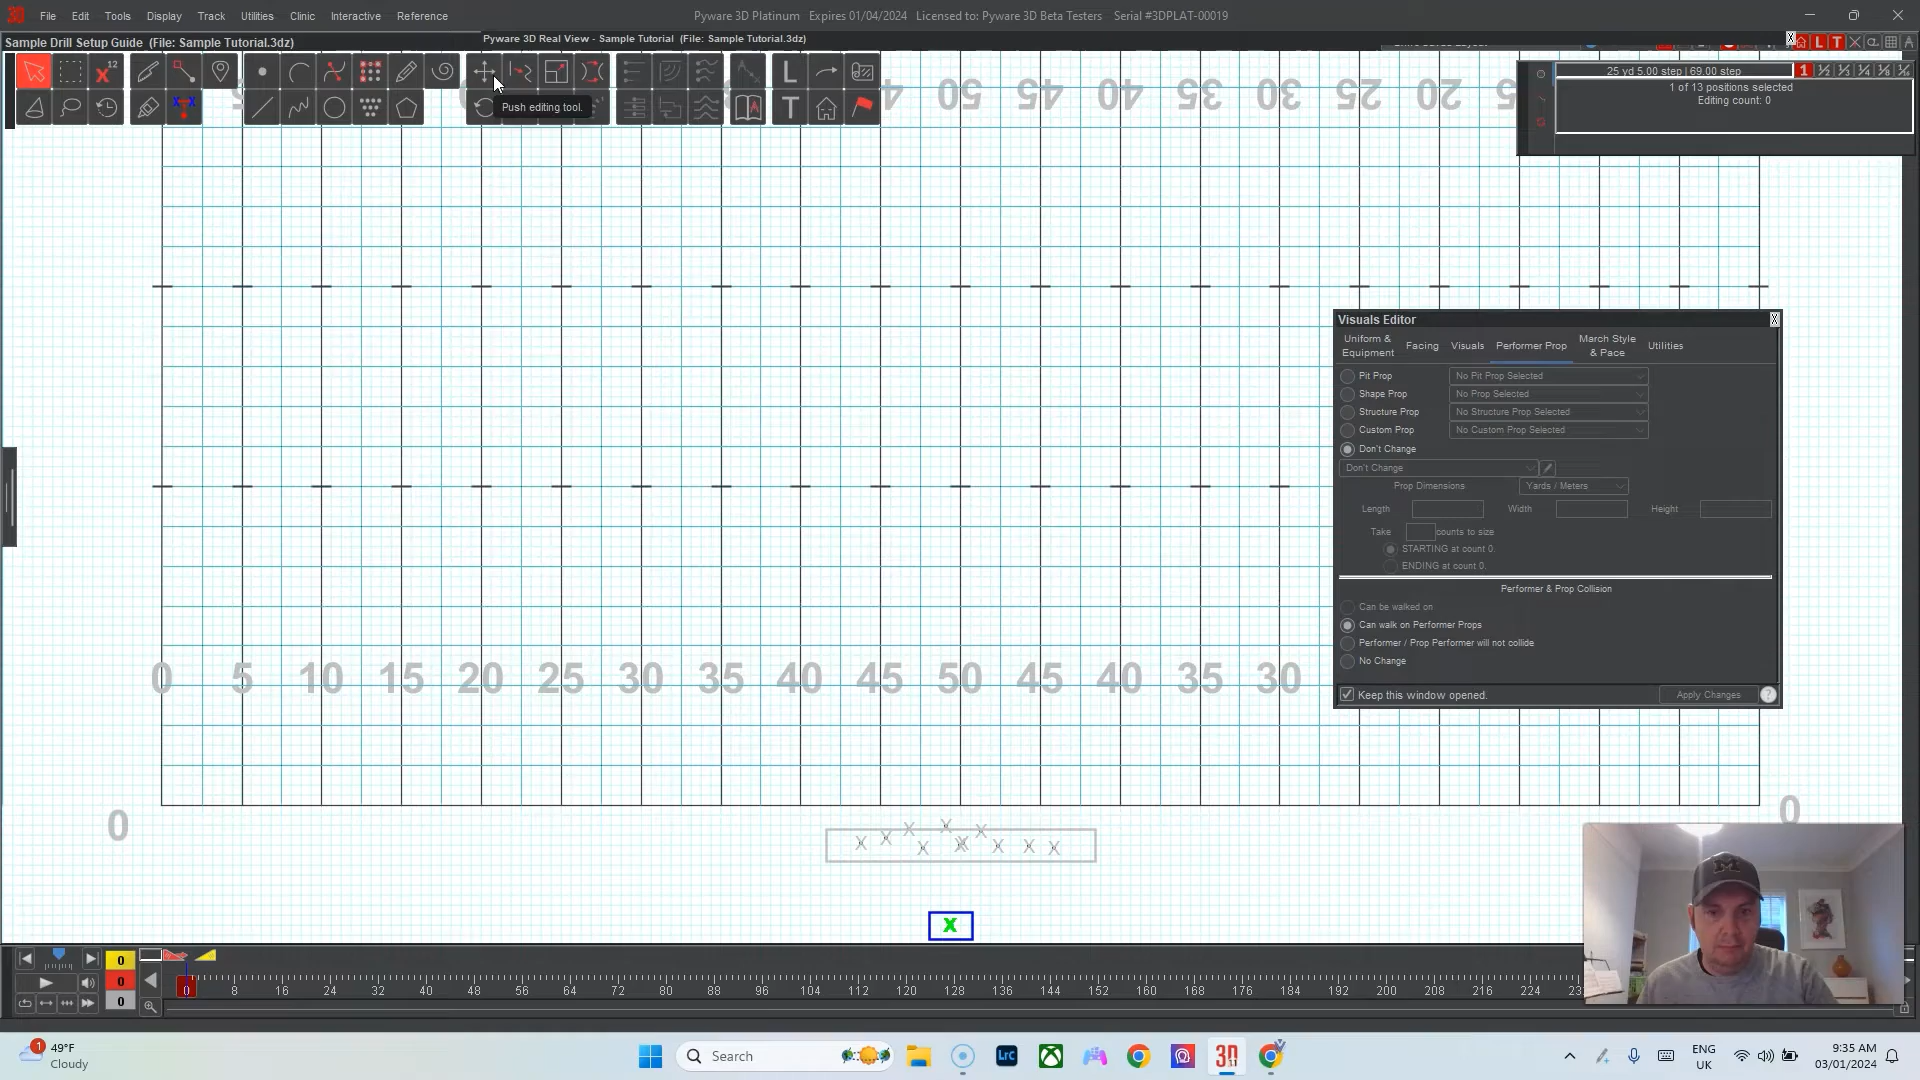 File Edit Tools Display Track Utilities Clinic Interactive Reference
Pyware 3D Platinum Expires 01/04/2024 Licensed to: Pyware 3D Beta Testers Serial #3DPLAT-00019
Sample Drill Setup Guide (File: Sample Tutorial.3dz)
Pyware 3D Real View - Sample Tutorial (File: Sample Tutorial.3dz)
Push editing tool.
25 yd 5.00 step | 69.00 step
1 of 13 positions selected
Editing count: 0
45 40 35 30 25 20
Visuals Editor
Uniform & Equipment Facing Visuals Performer Prop March Style & Pace Utilities
Pit Prop No Pit Prop Selected
Shape Prop No Prop Selected
Structure Prop No Structure Prop Selected
Custom Prop No Custom Prop Selected
Don't Change
Don't Change
Prop Dimensions Yards / Meters
Length Width Height
Take counts to size
STARTING at count 0.
ENDING at count 0.
Performer & Prop Collision
Can be walked on
Can walk on Performer Props
Performer / Prop Performer will not collide
No Change
Keep this window opened. Apply Changes ?
0 5 10 15 20 25 30 35 40 45 50 45 40 35 30
0 0
X
0
0
0
0 8 16 24 32 40 48 56 64 72 80 88 96 104 112 120 128 136 144 152 160 168 176 184 192 200 208 216 224
1 49°F
Cloudy
Search
Lrc
ENG
UK
9:35 AM
03/01/2024